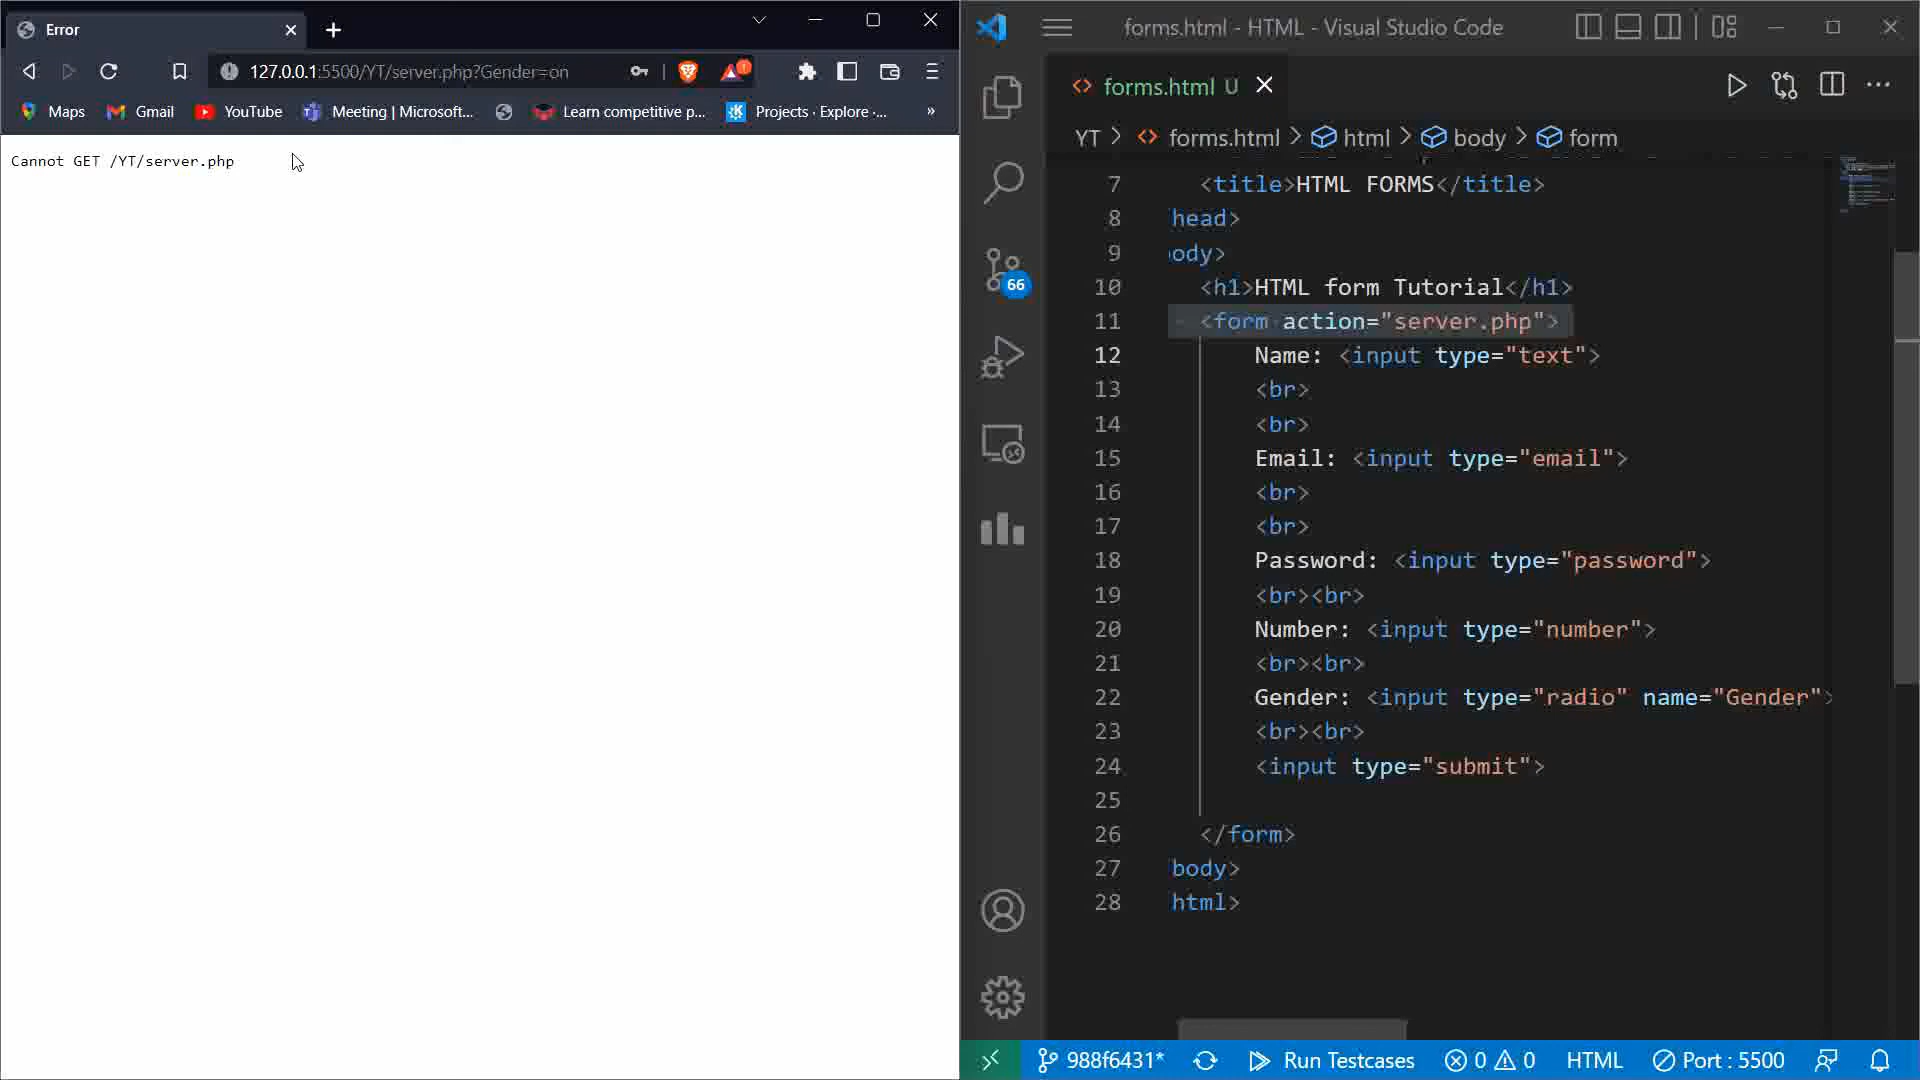 Error
127.0.0.1:5500/YT/server.php?Gender=on
Maps Gmail YouTube Meeting | Microsoft... Learn competitive p... Projects · Explore ·... »
Cannot GET /YT/server.php
forms.html - HTML - Visual Studio Code
forms.html U
YT > forms.html > html > body > form
7 <title>HTML FORMS</title>
8 head>
9 ody>
10 <h1>HTML form Tutorial</h1>
11 <form action="server.php">
12 Name: <input type="text">
13 <br>
14 <br>
15 Email: <input type="email">
16 <br>
17 <br>
18 Password: <input type="password">
19 <br><br>
20 Number: <input type="number">
21 <br><br>
22 Gender: <input type="radio" name="Gender">
23 <br><br>
24 <input type="submit">
25
26 </form>
27 body>
28 html>
66
988f6431* Run Testcases 0 0 HTML Port : 5500